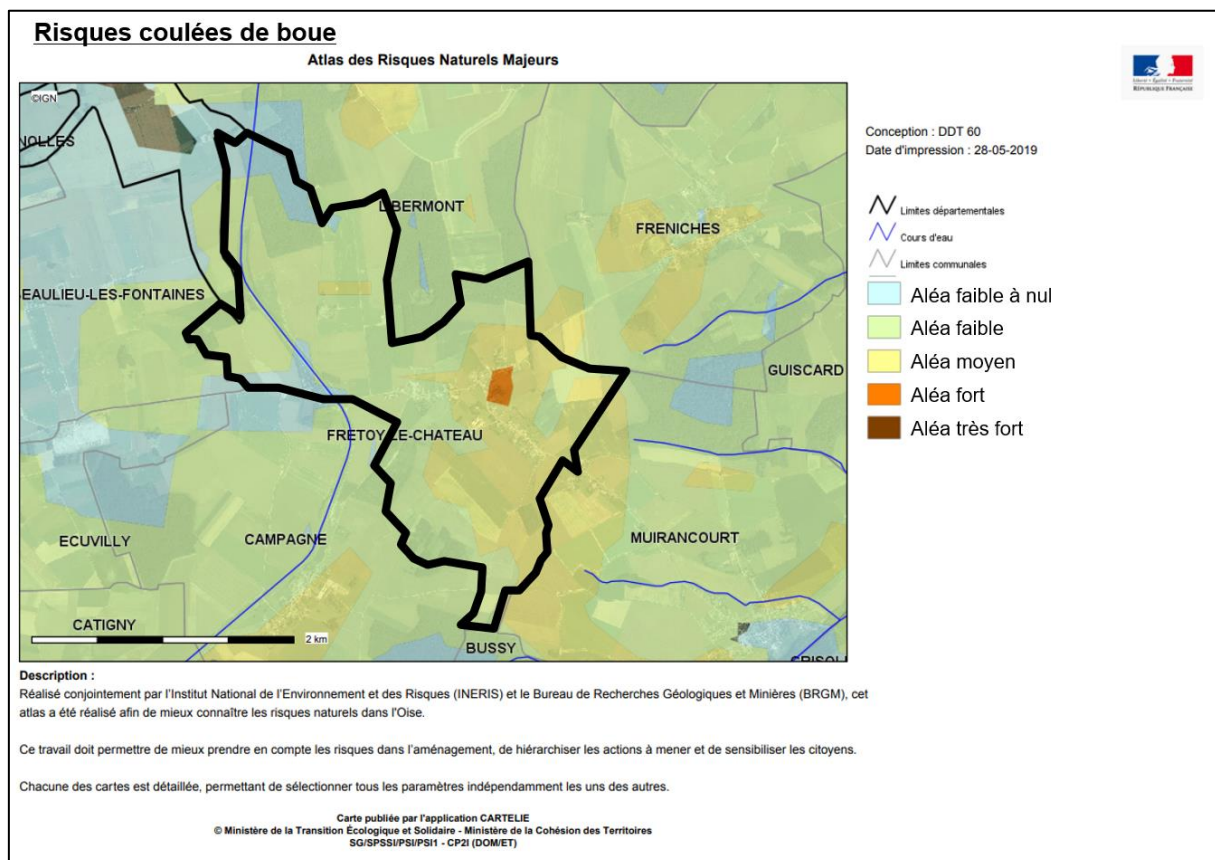 Risques coulées de boue
Atlas des Risques Naturels Majeurs
©IGN
NOLLES
LIBERMONT
FRENICHES
EAULIEU-LES-FONTAINES
GUISCARD
FRETOY-LE-CHATEAU
ECUVILLY
CAMPAGNE
MUIRANCOURT
CATIGNY
2 km
BUSSY
GRISOL
Liberté • Égalité • Fraternité
RÉPUBLIQUE FRANÇAISE
Conception : DDT 60
Date d'impression : 28-05-2019
Limites départementales
Cours d'eau
Limites communales
Aléa faible à nul
Aléa faible
Aléa moyen
Aléa fort
Aléa très fort
Description :
Réalisé conjointement par l'Institut National de l'Environnement et des Risques (INERIS) et le Bureau de Recherches Géologiques et Minières (BRGM), cet
atlas a été réalisé afin de mieux connaître les risques naturels dans l'Oise.
Ce travail doit permettre de mieux prendre en compte les risques dans l'aménagement, de hiérarchiser les actions à mener et de sensibiliser les citoyens.
Chacune des cartes est détaillée, permettant de sélectionner tous les paramètres indépendamment les uns des autres.
Carte publiée par l'application CARTELIE
© Ministère de la Transition Écologique et Solidaire - Ministère de la Cohésion des Territoires
SG/SPSSI/PSI/PSI1 - CP2I (DOM/ET)